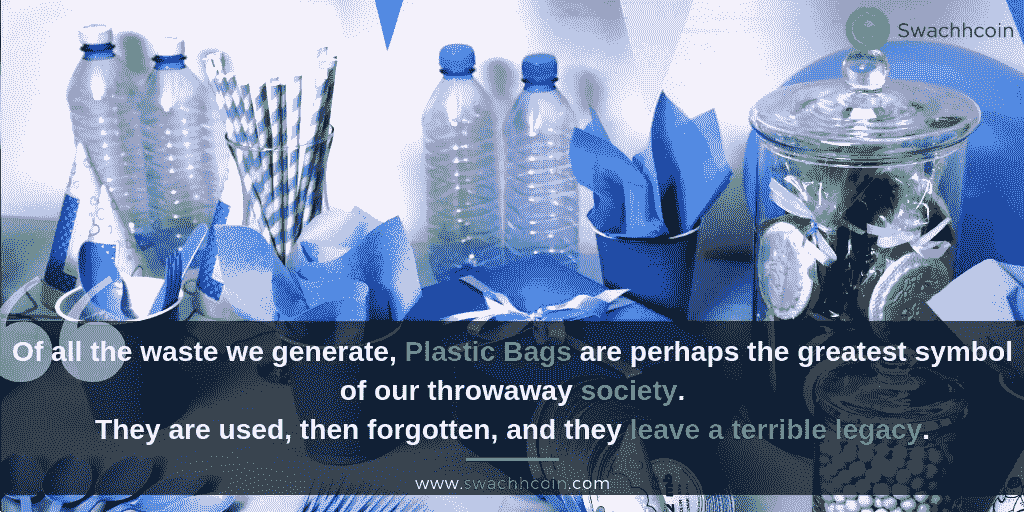 Swachhcoin
Of all the waste we generate, Plastic Bags are perhaps the greatest symbol
of our throwaway society.
They are used, then forgotten, and they leave a terrible legacy.
www.swachhcoin.com